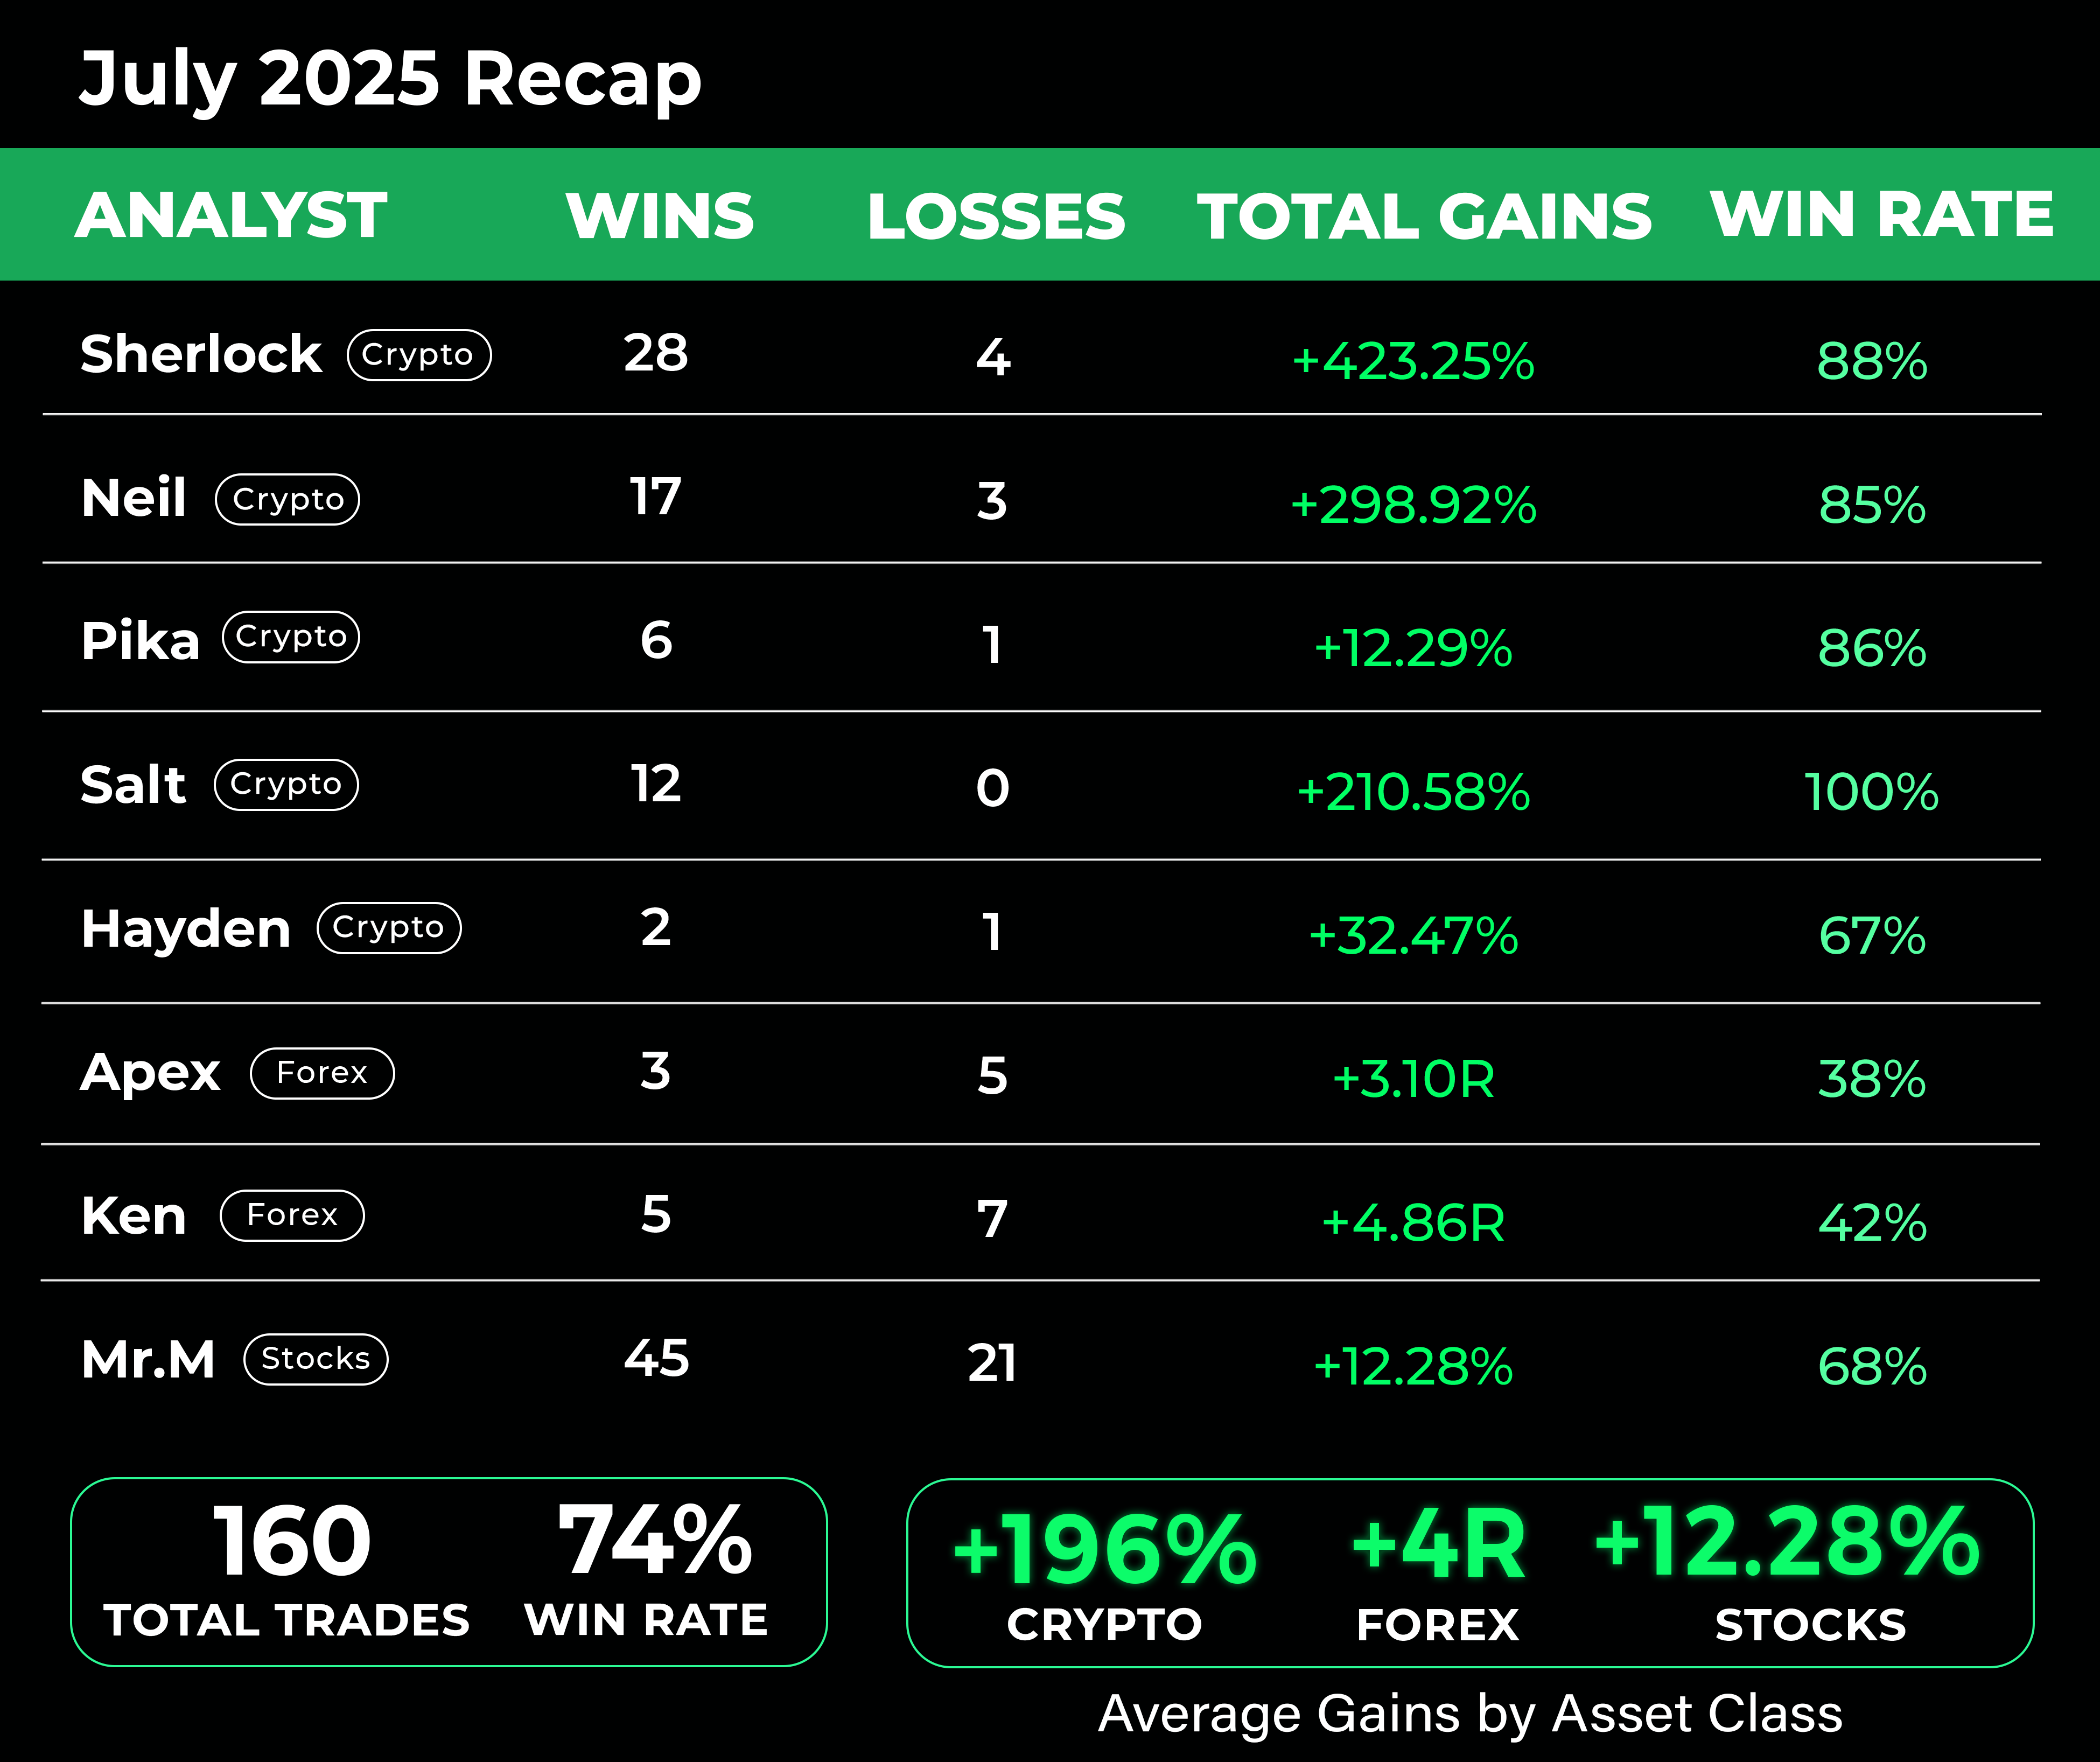 July 2025 Recap
ANALYST WINS LOSSES TOTAL GAINS WIN RATE
Sherlock Crypto 28 4 +423.25% 88%
Neil Crypto 17 3 +298.92% 85%
Pika Crypto 6 1 +12.29% 86%
Salt Crypto 12 0 +210.58% 100%
Hayden Crypto 2 1 +32.47% 67%
Apex Forex 3 5 +3.10R 38%
Ken Forex 5 7 +4.86R 42%
Mr.M Stocks 45 21 +12.28% 68%
160 74% +196% +4R +12.28%
TOTAL TRADES WIN RATE CRYPTO FOREX STOCKS
Average Gains by Asset Class